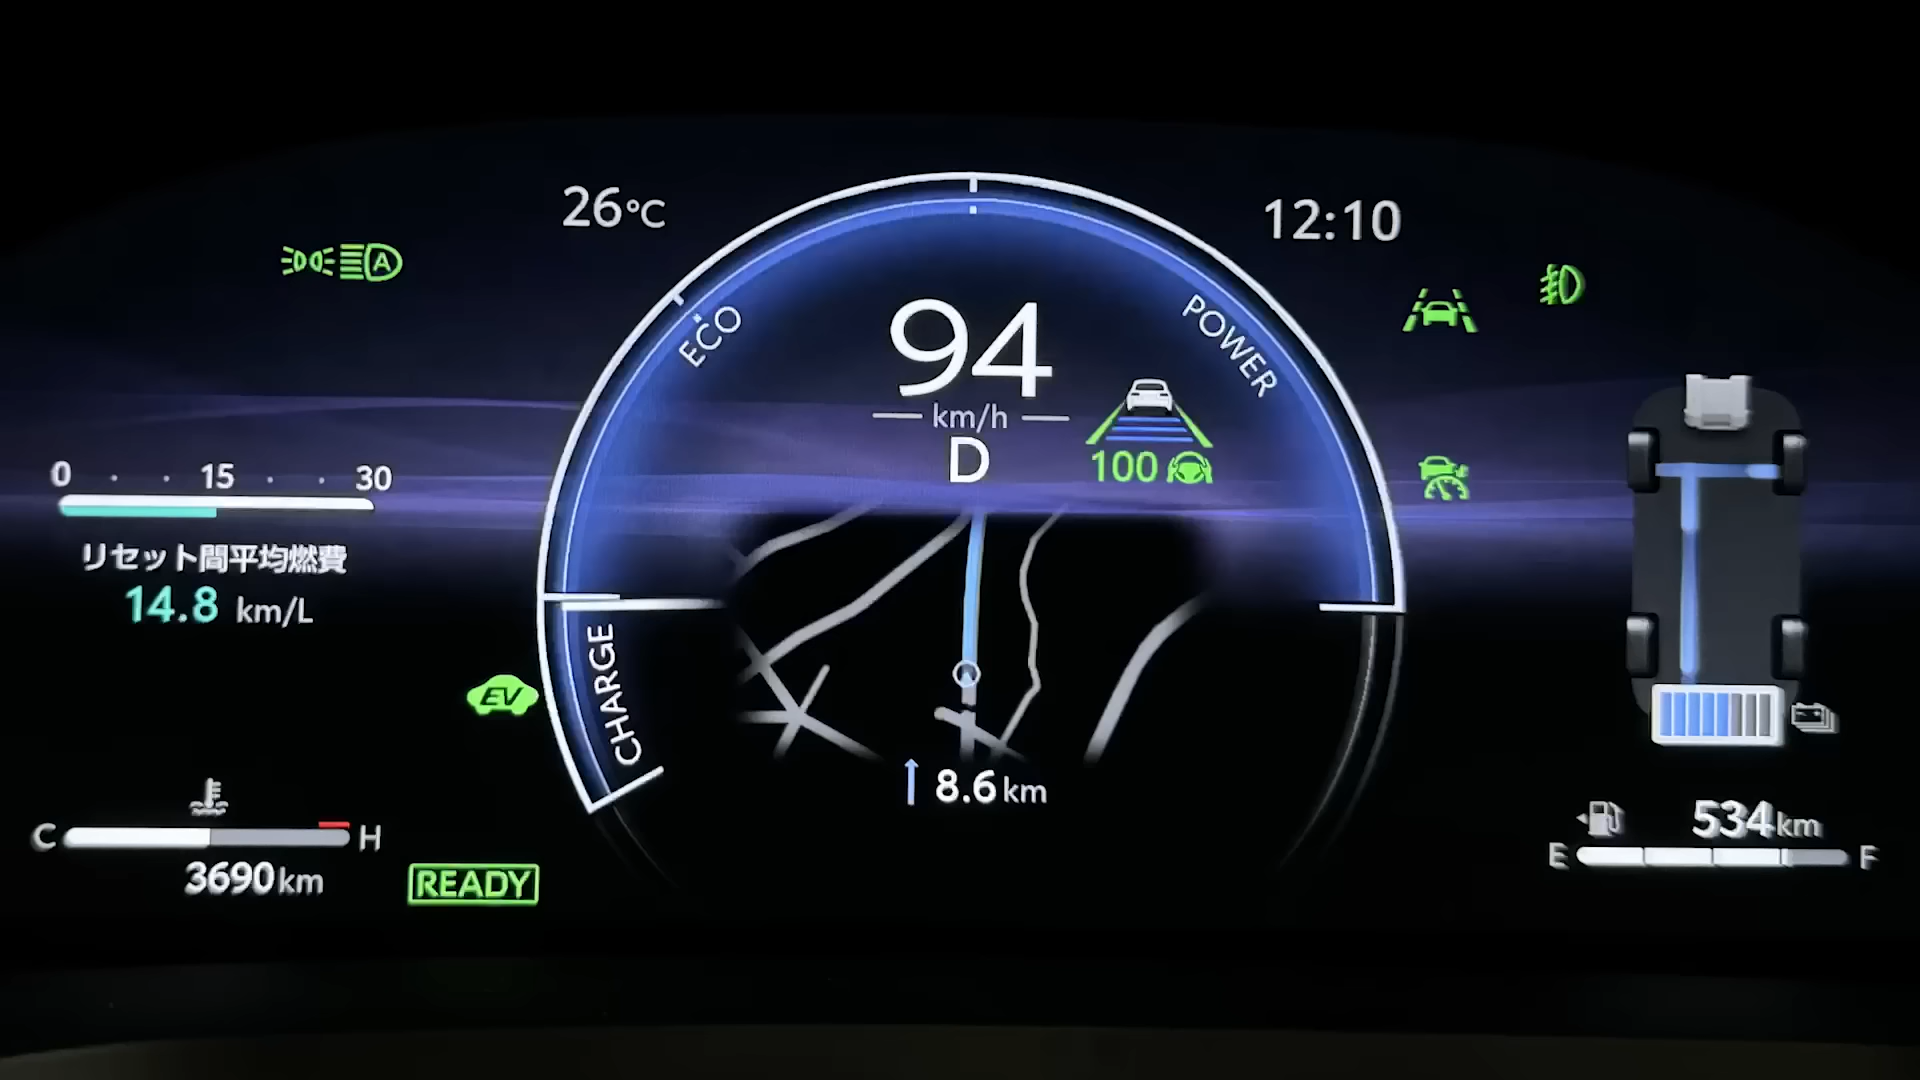 26℃
12:10
A
ECO
POWER
94
km/h
D
100
0 15 30
リセット間平均燃費
14.8 km/L
EV
CHARGE
8.6 km
C H
3690 km
READY
534 km
E F